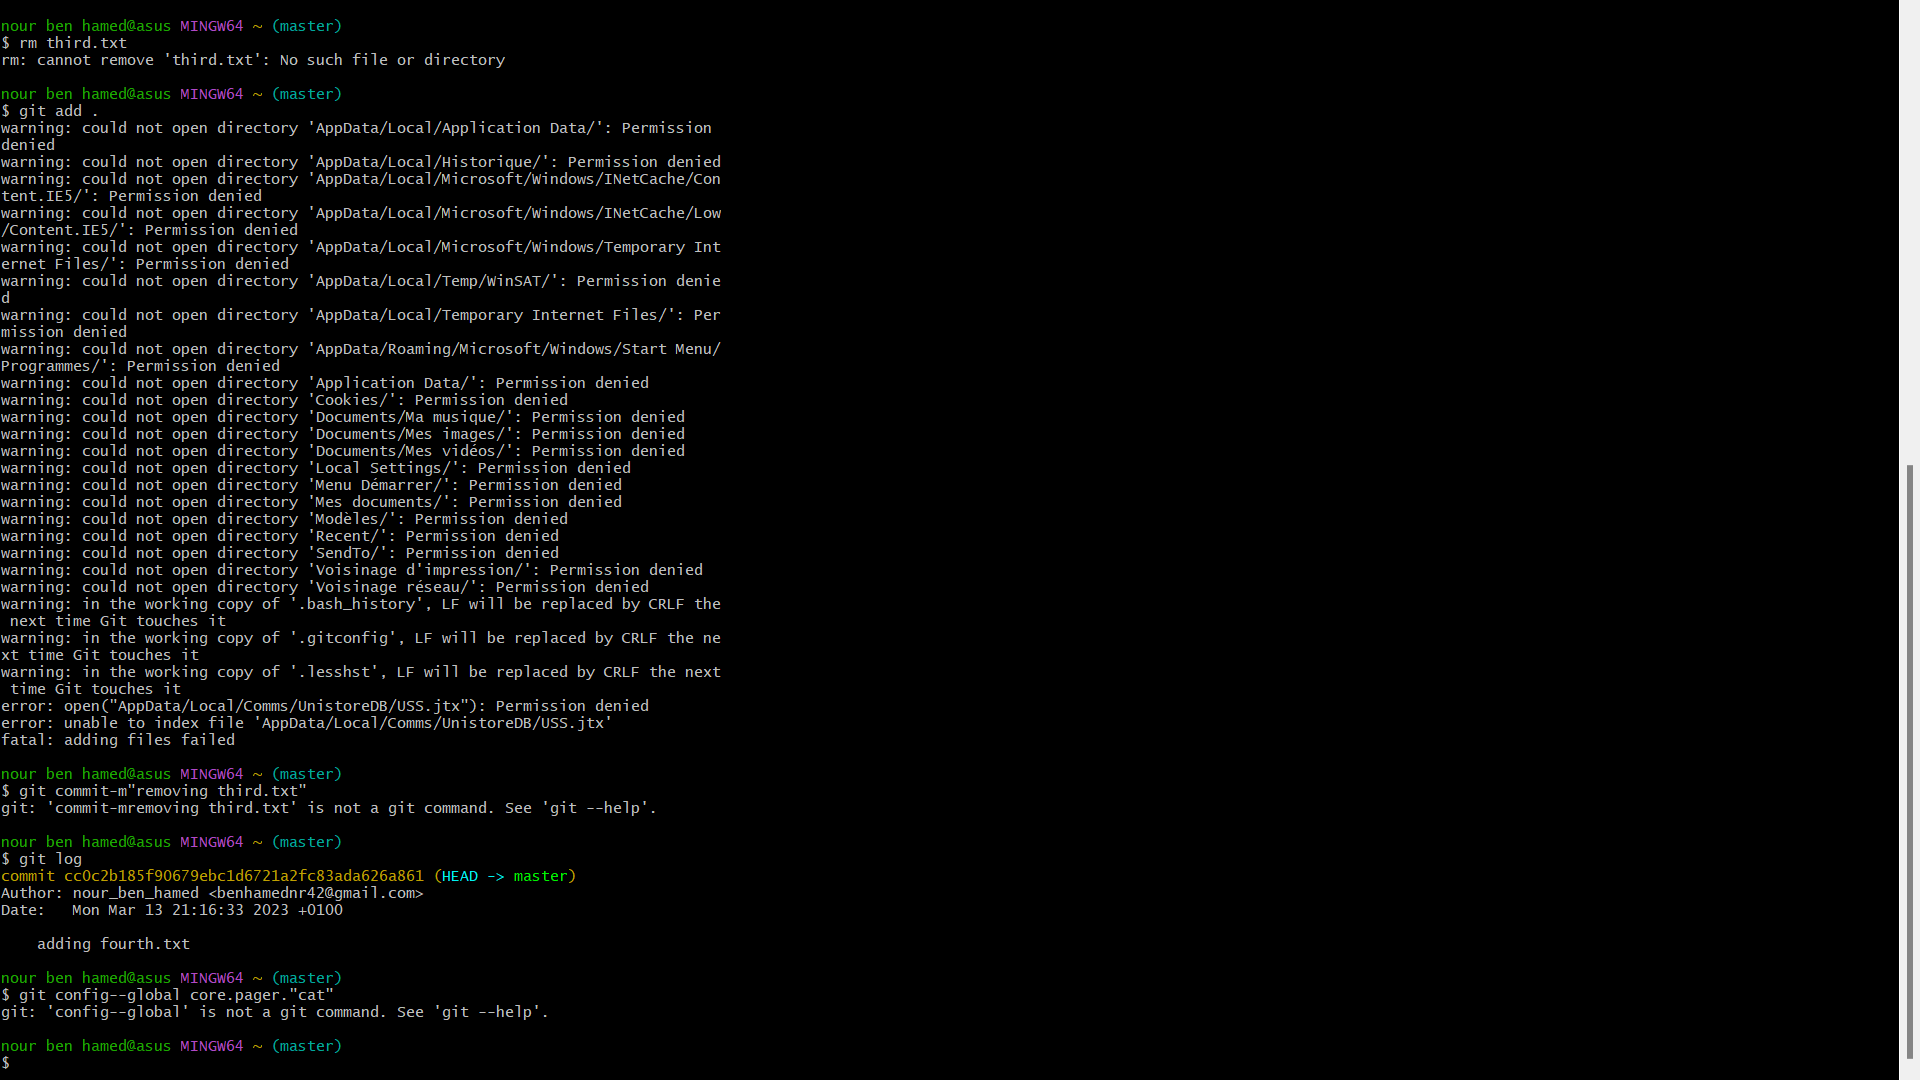 nour ben hamed@asus MINGW64 ~ (master)
$ rm third.txt
rm: cannot remove 'third.txt': No such file or directory

nour ben hamed@asus MINGW64 ~ (master)
$ git add .
warning: could not open directory 'AppData/Local/Application Data/': Permission
denied
warning: could not open directory 'AppData/Local/Historique/': Permission denied
warning: could not open directory 'AppData/Local/Microsoft/Windows/INetCache/Con
tent.IE5/': Permission denied
warning: could not open directory 'AppData/Local/Microsoft/Windows/INetCache/Low
/Content.IE5/': Permission denied
warning: could not open directory 'AppData/Local/Microsoft/Windows/Temporary Int
ernet Files/': Permission denied
warning: could not open directory 'AppData/Local/Temp/WinSAT/': Permission denie
d
warning: could not open directory 'AppData/Local/Temporary Internet Files/': Per
mission denied
warning: could not open directory 'AppData/Roaming/Microsoft/Windows/Start Menu/
Programmes/': Permission denied
warning: could not open directory 'Application Data/': Permission denied
warning: could not open directory 'Cookies/': Permission denied
warning: could not open directory 'Documents/Ma musique/': Permission denied
warning: could not open directory 'Documents/Mes images/': Permission denied
warning: could not open directory 'Documents/Mes vidéos/': Permission denied
warning: could not open directory 'Local Settings/': Permission denied
warning: could not open directory 'Menu Démarrer/': Permission denied
warning: could not open directory 'Mes documents/': Permission denied
warning: could not open directory 'Modèles/': Permission denied
warning: could not open directory 'Recent/': Permission denied
warning: could not open directory 'SendTo/': Permission denied
warning: could not open directory 'Voisinage d'impression/': Permission denied
warning: could not open directory 'Voisinage réseau/': Permission denied
warning: in the working copy of '.bash_history', LF will be replaced by CRLF the
 next time Git touches it
warning: in the working copy of '.gitconfig', LF will be replaced by CRLF the ne
xt time Git touches it
warning: in the working copy of '.lesshst', LF will be replaced by CRLF the next
 time Git touches it
error: open("AppData/Local/Comms/UnistoreDB/USS.jtx"): Permission denied
error: unable to index file 'AppData/Local/Comms/UnistoreDB/USS.jtx'
fatal: adding files failed

nour ben hamed@asus MINGW64 ~ (master)
$ git commit-m"removing third.txt"
git: 'commit-mremoving third.txt' is not a git command. See 'git --help'.

nour ben hamed@asus MINGW64 ~ (master)
$ git log
commit cc0c2b185f90679ebc1d6721a2fc83ada626a861 (HEAD -> master)
Author: nour_ben_hamed <benhamednr42@gmail.com>
Date:   Mon Mar 13 21:16:33 2023 +0100

    adding fourth.txt

nour ben hamed@asus MINGW64 ~ (master)
$ git config--global core.pager."cat"
git: 'config--global' is not a git command. See 'git --help'.

nour ben hamed@asus MINGW64 ~ (master)
$